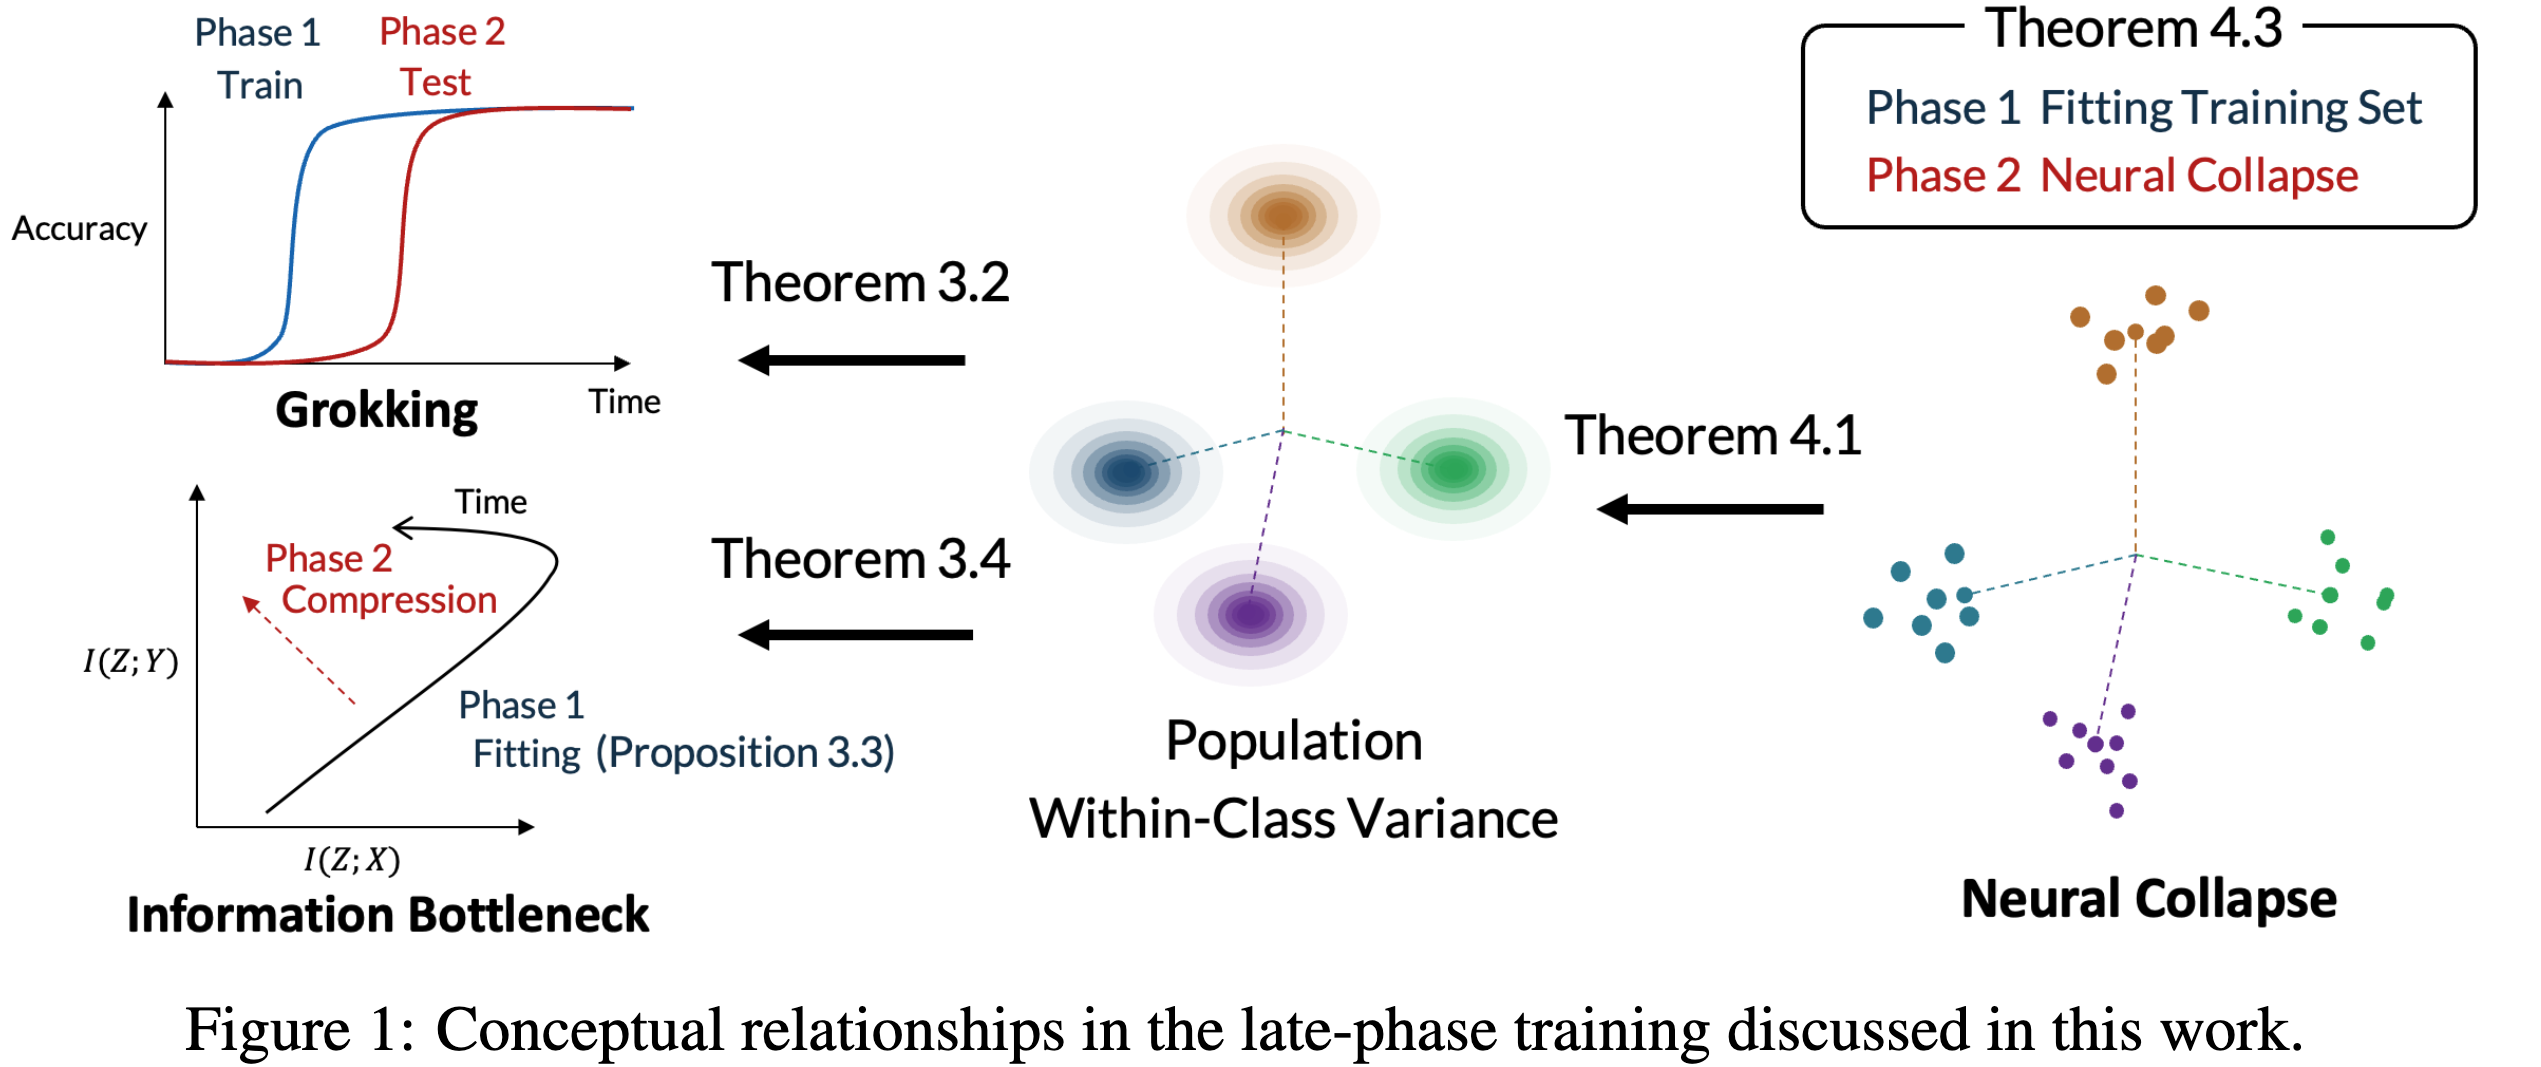 Phase 1
Train
Phase 2
Test
Accuracy
Time
Grokking
Theorem 3.2
Time
Phase 2
Compression
I(Z;Y)
Phase 1
Fitting (Proposition 3.3)
I(Z;X)
Information Bottleneck
Theorem 3.4
Population
Within-Class Variance
Theorem 4.1
Theorem 4.3
Phase 1 Fitting Training Set
Phase 2 Neural Collapse
Neural Collapse
Figure 1: Conceptual relationships in the late-phase training discussed in this work.